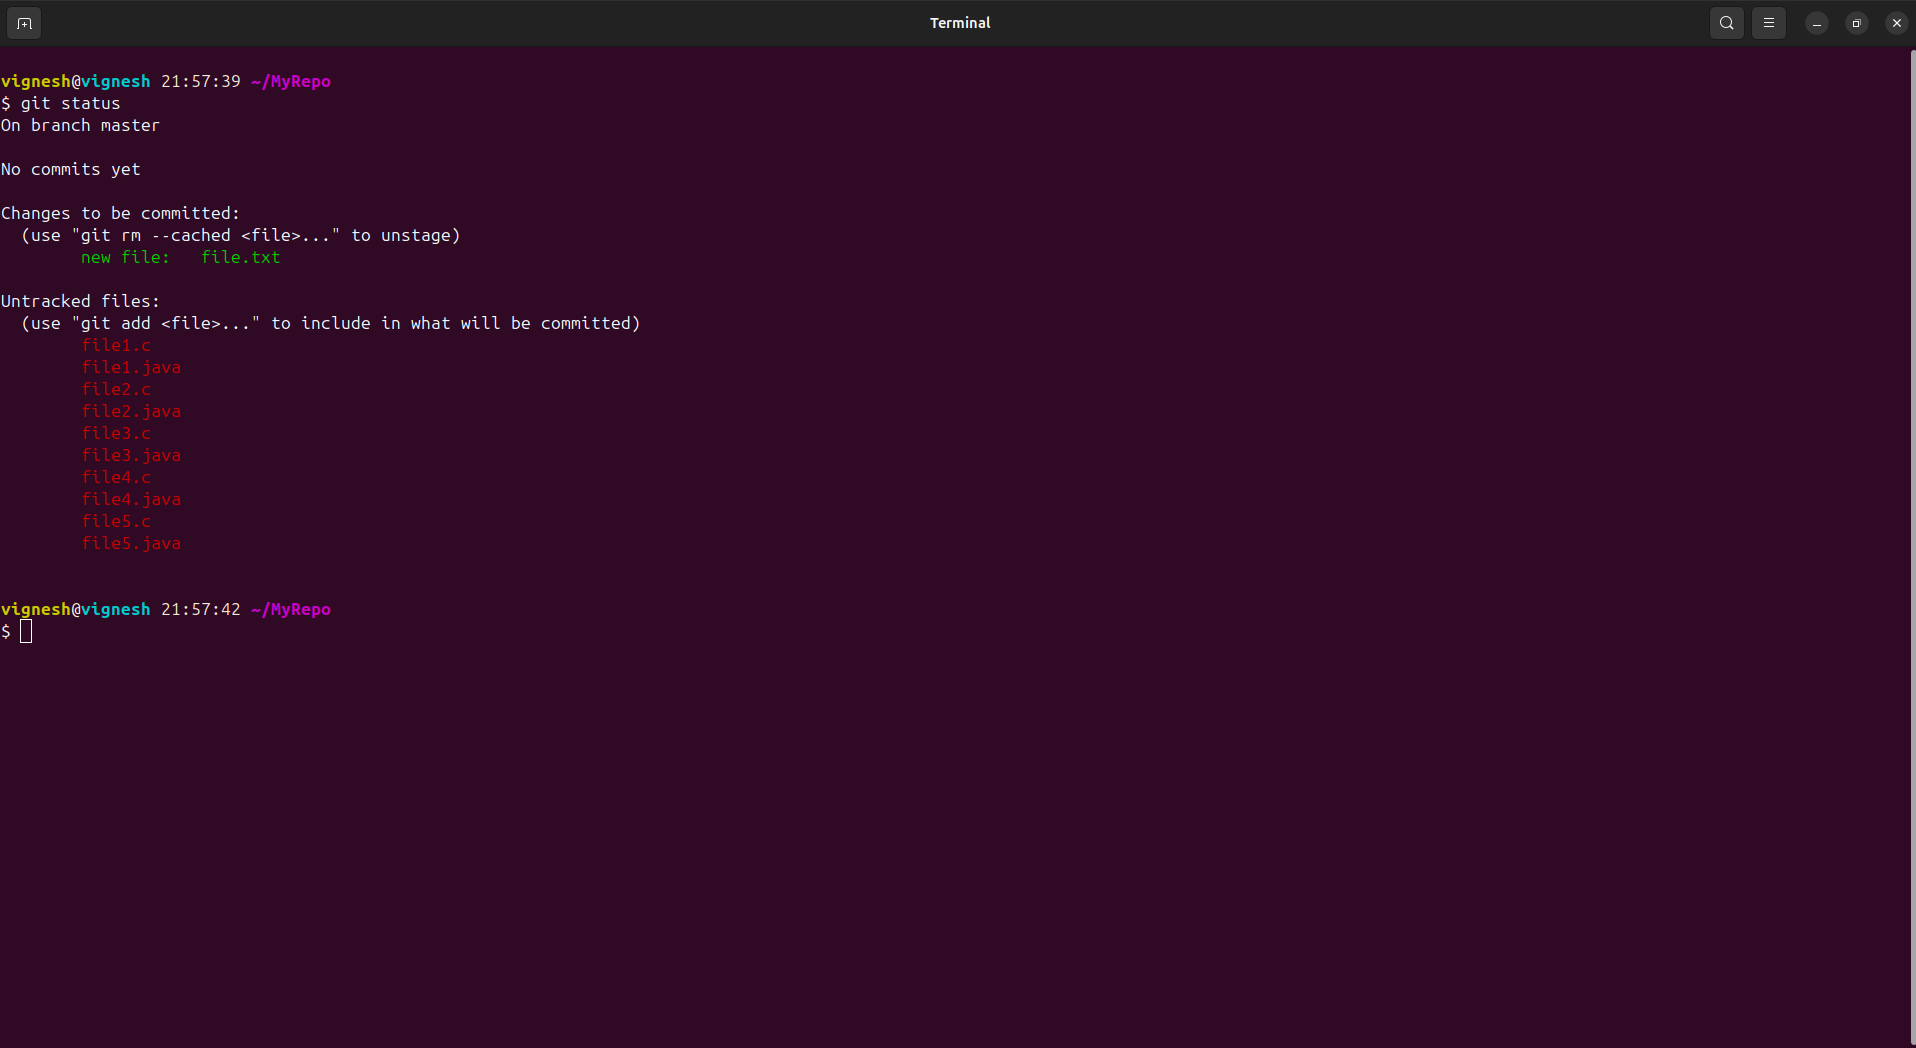 Terminal
vignesh@vignesh 21:57:39 ~/MyRepo
$ git status
On branch master
No commits yet
Changes to be committed:
  (use "git rm --cached <file>..." to unstage)
        new file:   file.txt
Untracked files:
  (use "git add <file>..." to include in what will be committed)
        file1.c
        file1.java
        file2.c
        file2.java
        file3.c
        file3.java
        file4.c
        file4.java
        file5.c
        file5.java
vignesh@vignesh 21:57:42 ~/MyRepo
$